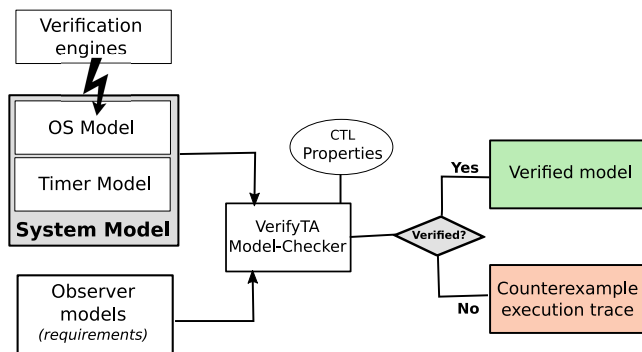 Verification
engines
OS Model
Timer Model
System Model
Observer
models
(requirements)
CTL
Properties
VerifyTA
Model-Checker
Verified?
Yes
Verified model
No
Counterexample
execution trace